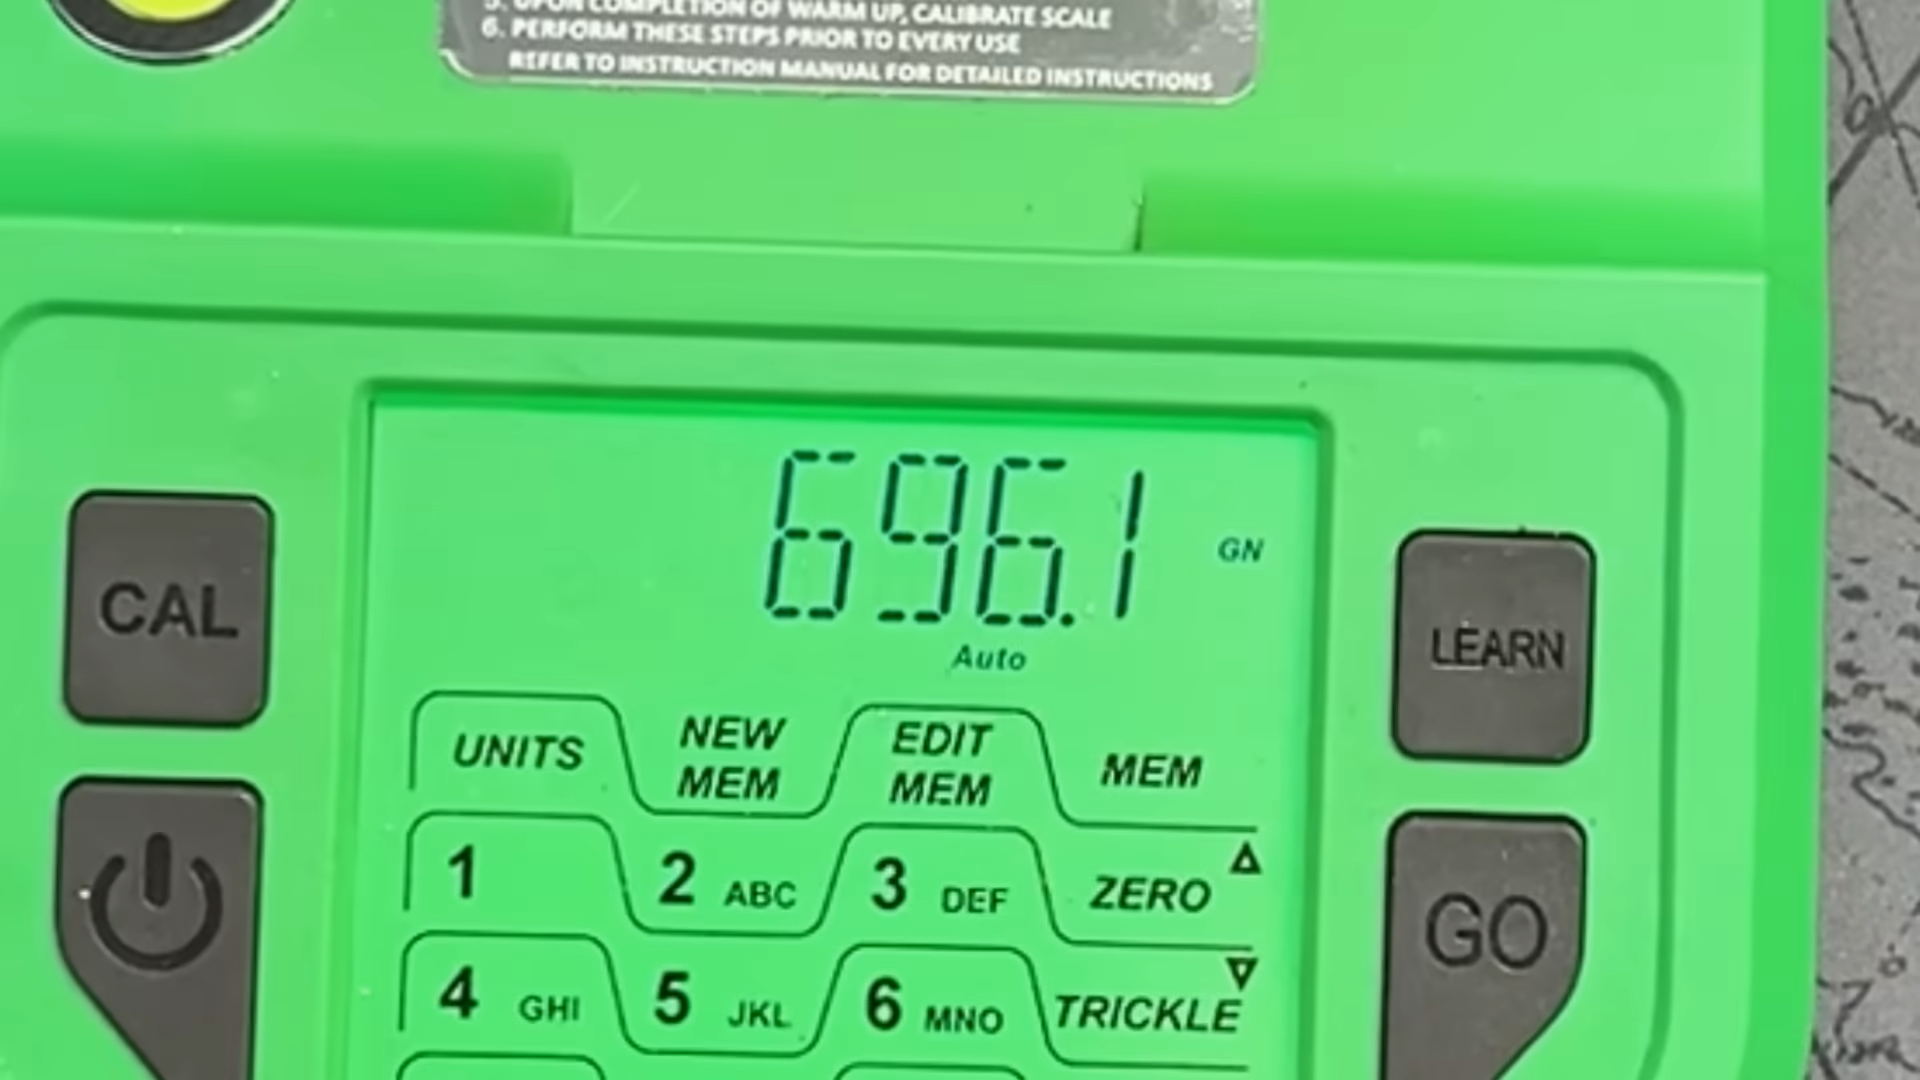 5. UPON COMPLETION OF WARM UP, CALIBRATE SCALE
6. PERFORM THESE STEPS PRIOR TO EVERY USE
REFER TO INSTRUCTION MANUAL FOR DETAILED INSTRUCTIONS
696.1 GN
Auto
CAL
LEARN
UNITS NEW MEM EDIT MEM MEM
1 2 ABC 3 DEF ZERO
GO
4 GHI 5 JKL 6 MNO TRICKLE